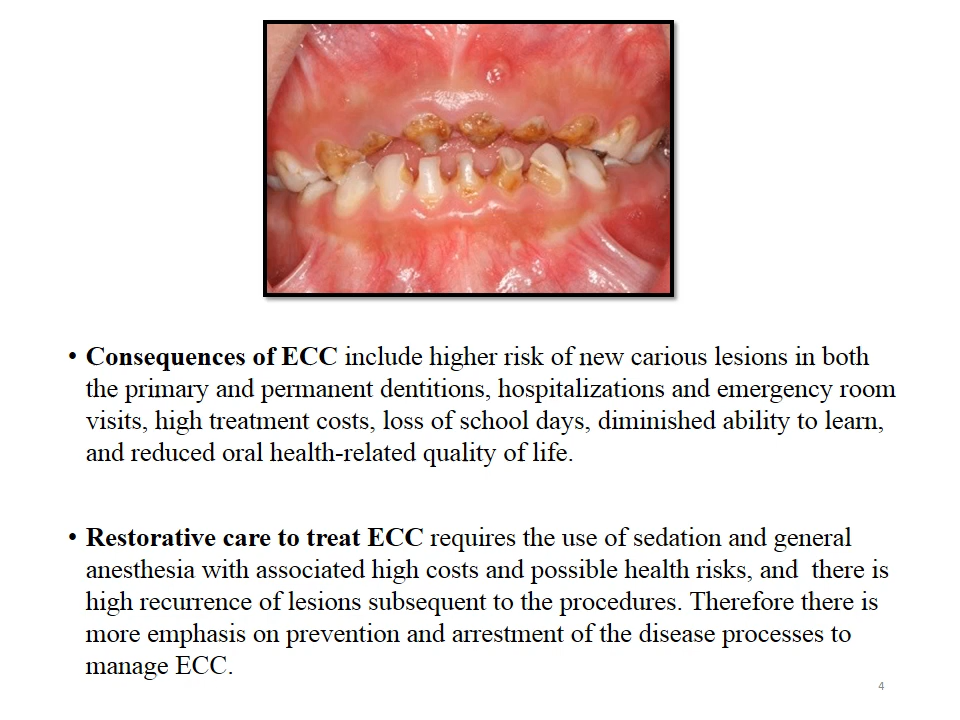 • Consequences of ECC include higher risk of new carious lesions in both
the primary and permanent dentitions, hospitalizations and emergency room
visits, high treatment costs, loss of school days, diminished ability to learn,
and reduced oral health-related quality of life.
• Restorative care to treat ECC requires the use of sedation and general
anesthesia with associated high costs and possible health risks, and  there is
high recurrence of lesions subsequent to the procedures. Therefore there is
more emphasis on prevention and arrestment of the disease processes to
manage ECC.
4